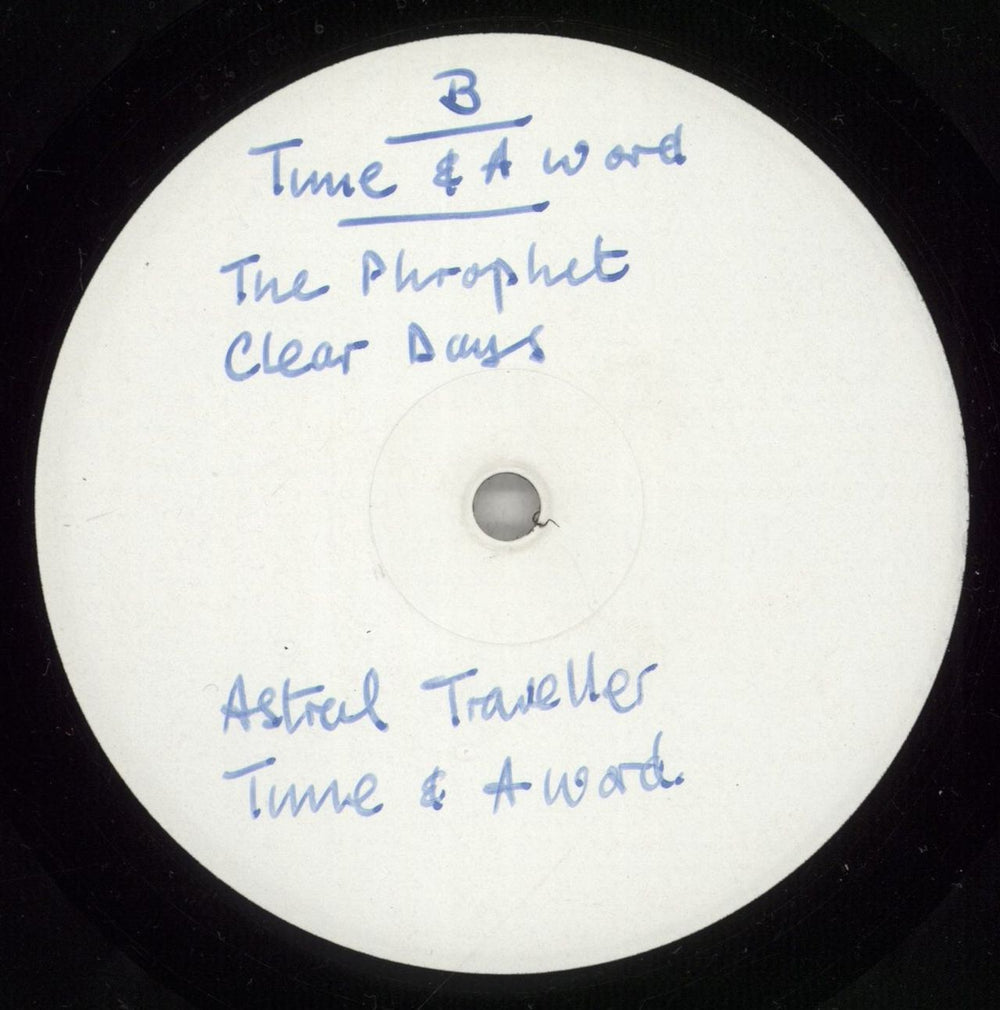 B
Time & A word
The Phrophet
Clear Days
Astral Traveller
Time & A word.